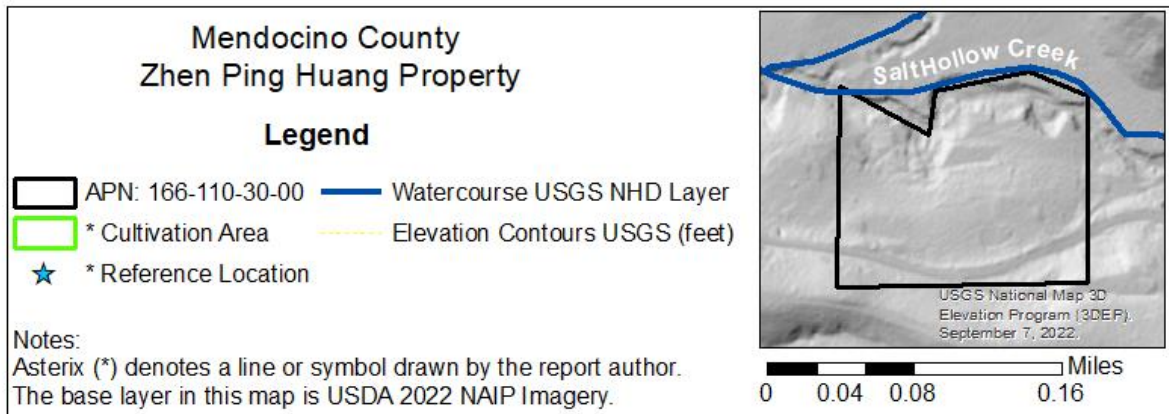 Mendocino County
Zhen Ping Huang Property
Legend
APN: 166-110-30-00
Watercourse USGS NHD Layer
* Cultivation Area
Elevation Contours USGS (feet)
* Reference Location
Notes:
Asterix (*) denotes a line or symbol drawn by the report author.
The base layer in this map is USDA 2022 NAIP Imagery.
SaltHollow Creek
USGS National Map 3D
Elevation Program (3DEP).
September 7, 2022.
Miles
0 0.04 0.08 0.16